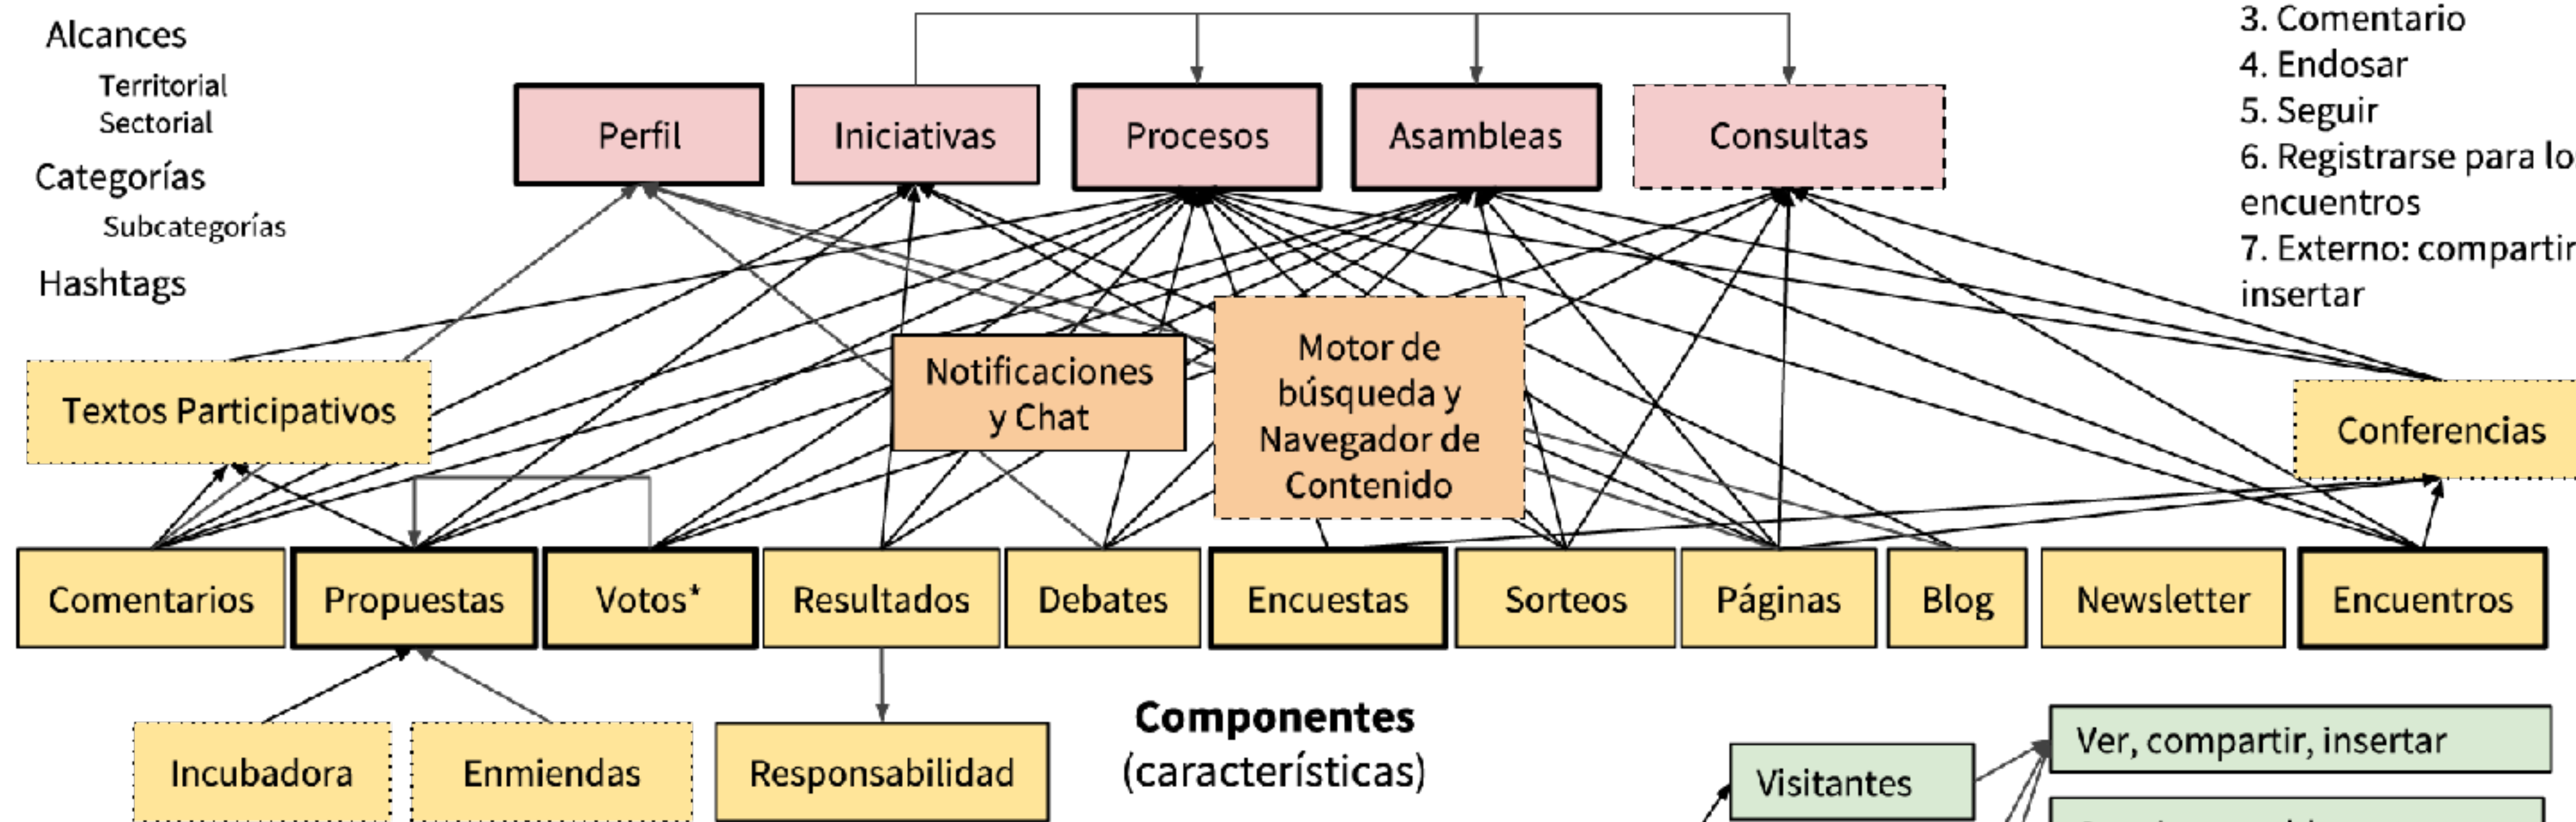 Alcances
Territorial
Sectorial
Categorías
Subcategorías
Hashtags
Perfil
Iniciativas
Procesos
Asambleas
Consultas
3. Comentario
4. Endosar
5. Seguir
6. Registrarse para lo
encuentros
7. Externo: compartir
insertar
Textos Participativos
Notificaciones
y Chat
Motor de
búsqueda y
Navegador de
Contenido
Conferencias
Comentarios
Propuestas
Votos*
Resultados
Debates
Encuestas
Sorteos
Páginas
Blog
Newsletter
Encuentros
Incubadora
Enmiendas
Responsabilidad
Componentes
(características)
Visitantes
Ver, compartir, insertar